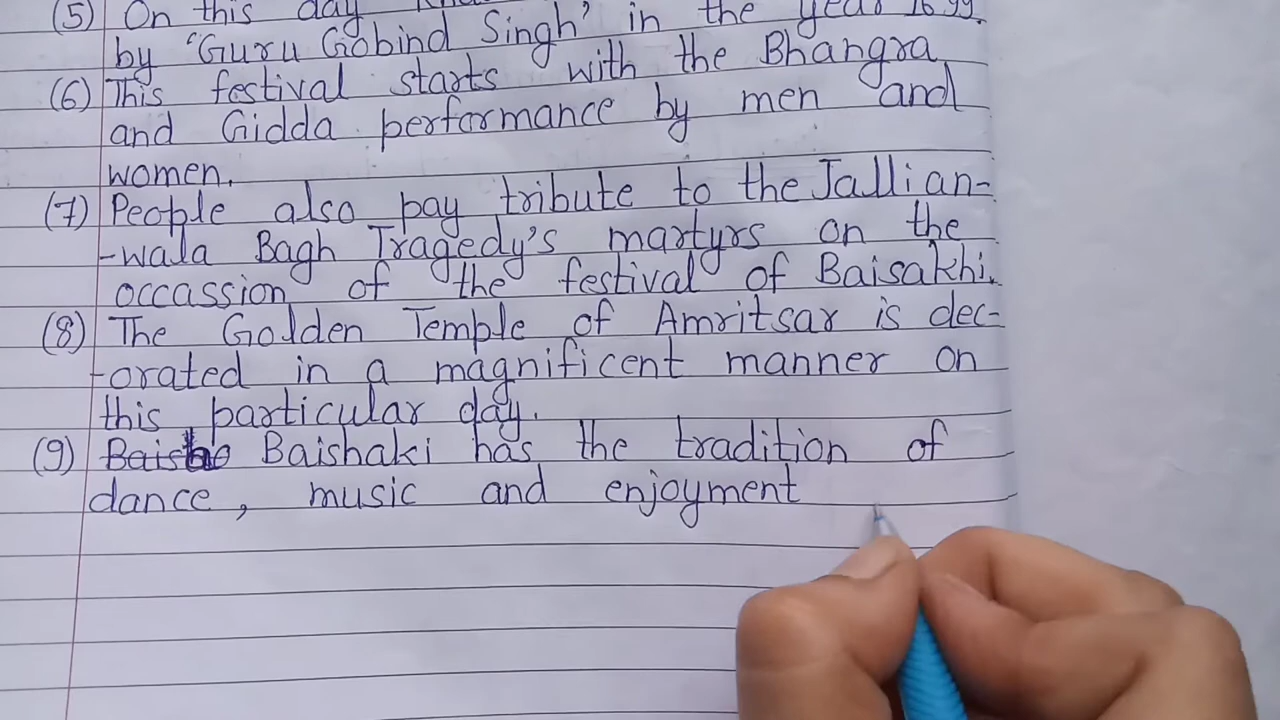 (5) On this day
by 'Guru Gobind Singh' in the year 1699.
(6) This festival starts with the Bhangra
and Gidda performance by men and
women.
(7) People also pay tribute to the Jallian-
-wala Bagh Tragedy's martyrs on the
occassion of the festival of Baisakhi.
(8) The Golden Temple of Amritsar is dec-
-orated in a magnificent manner on
this particular day.
(9) Baishaki has the tradition of
dance, music and enjoyment